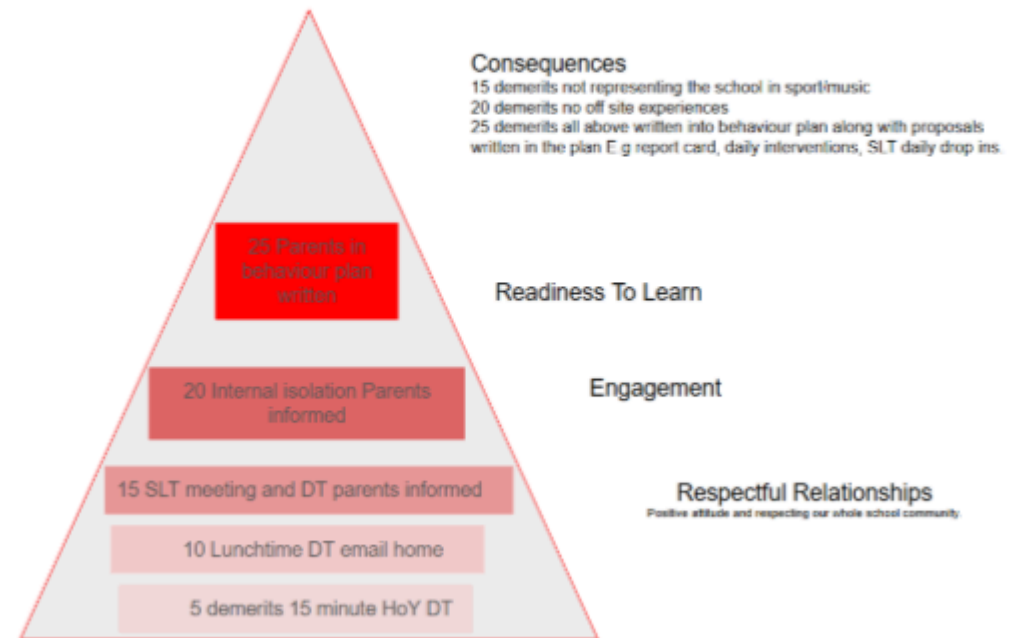 Consequences
15 demerits not representing the school in sport/music
20 demerits no off site experiences
25 demerits all above written into behaviour plan along with proposals
written in the plan E.g report card, daily interventions, SLT daily drop ins.
25 Parents in
behaviour plan
written
Readiness To Learn
20 Internal isolation Parents
informed
Engagement
15 SLT meeting and DT parents informed
Respectful Relationships
Positive attitude and respecting our whole school community.
10 Lunchtime DT email home
5 demerits 15 minute HoY DT